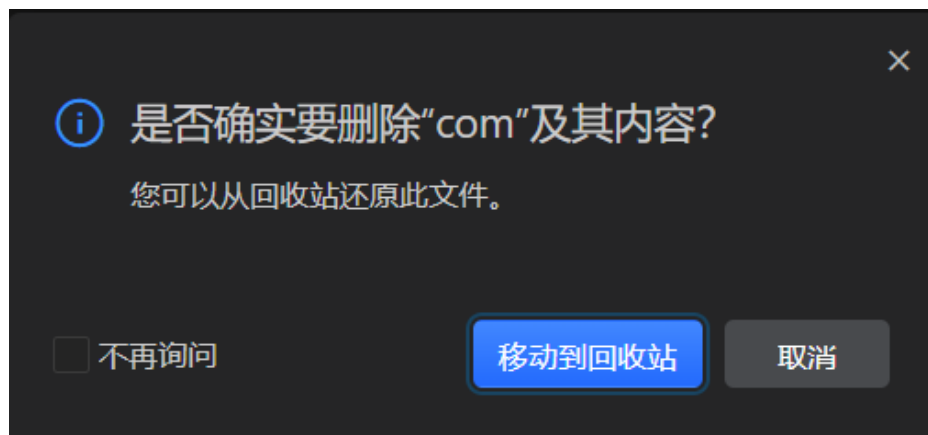 是否确实要删除“com”及其内容？
您可以从回收站还原此文件。
不再询问
移动到回收站
取消